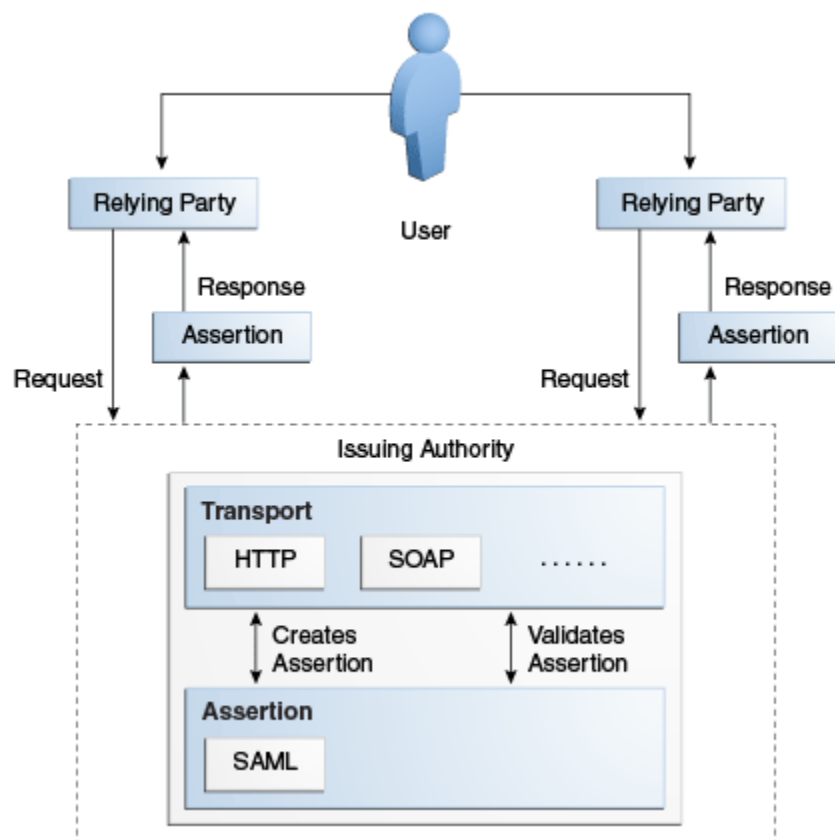 Relying Party
Relying Party
User
Response
Response
Assertion
Assertion
Request
Request
Issuing Authority
Transport
HTTP
SOAP
......
Creates
Assertion
Validates
Assertion
Assertion
SAML